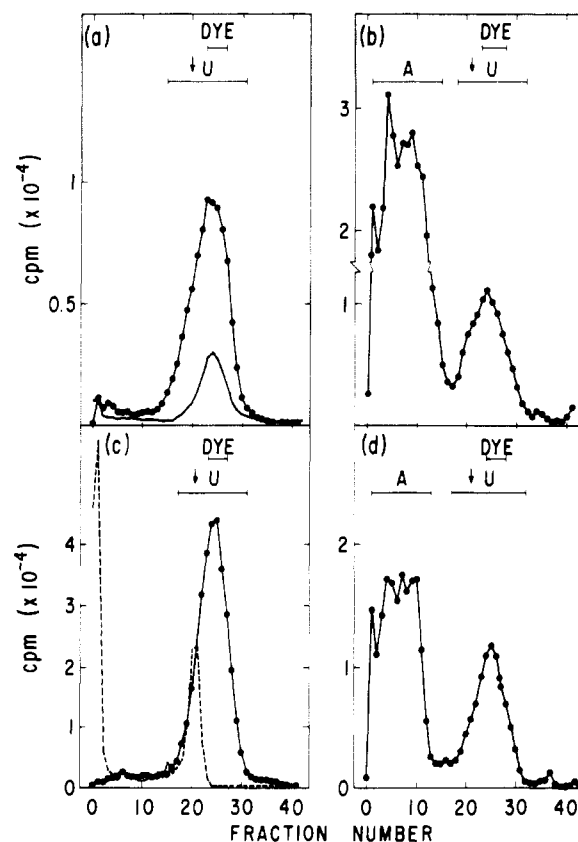 DYE
(a)
↓ U
1
0.5
cpm (x 10⁻⁴)
DYE
(b)
A
↓ U
3
2
1
DYE
(c)
↓ U
4
3
2
1
0
cpm (x 10⁻⁴)
0 10 20 30 40
DYE
(d)
A
↓ U
2
1
0
0 10 20 30 40
FRACTION NUMBER